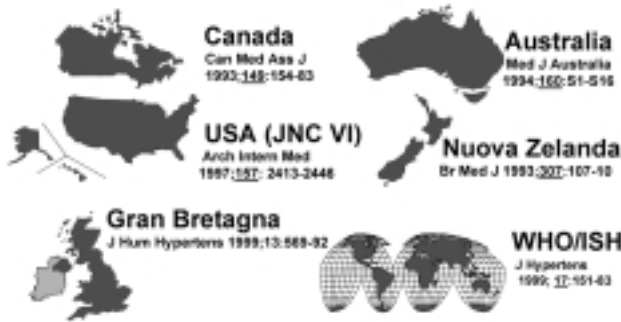 Canada
Can Med Ass J
1993;149:154-83
Australia
Med J Australia
1994;160:S1-S16
USA (JNC VI)
Arch Intern Med
1997;157: 2413-2446
Nuova Zelanda
Br Med J 1993;307:107-10
Gran Bretagna
J Hum Hypertens 1999;13:569-92
WHO/ISH
J Hypertens
1999; 17:151-83